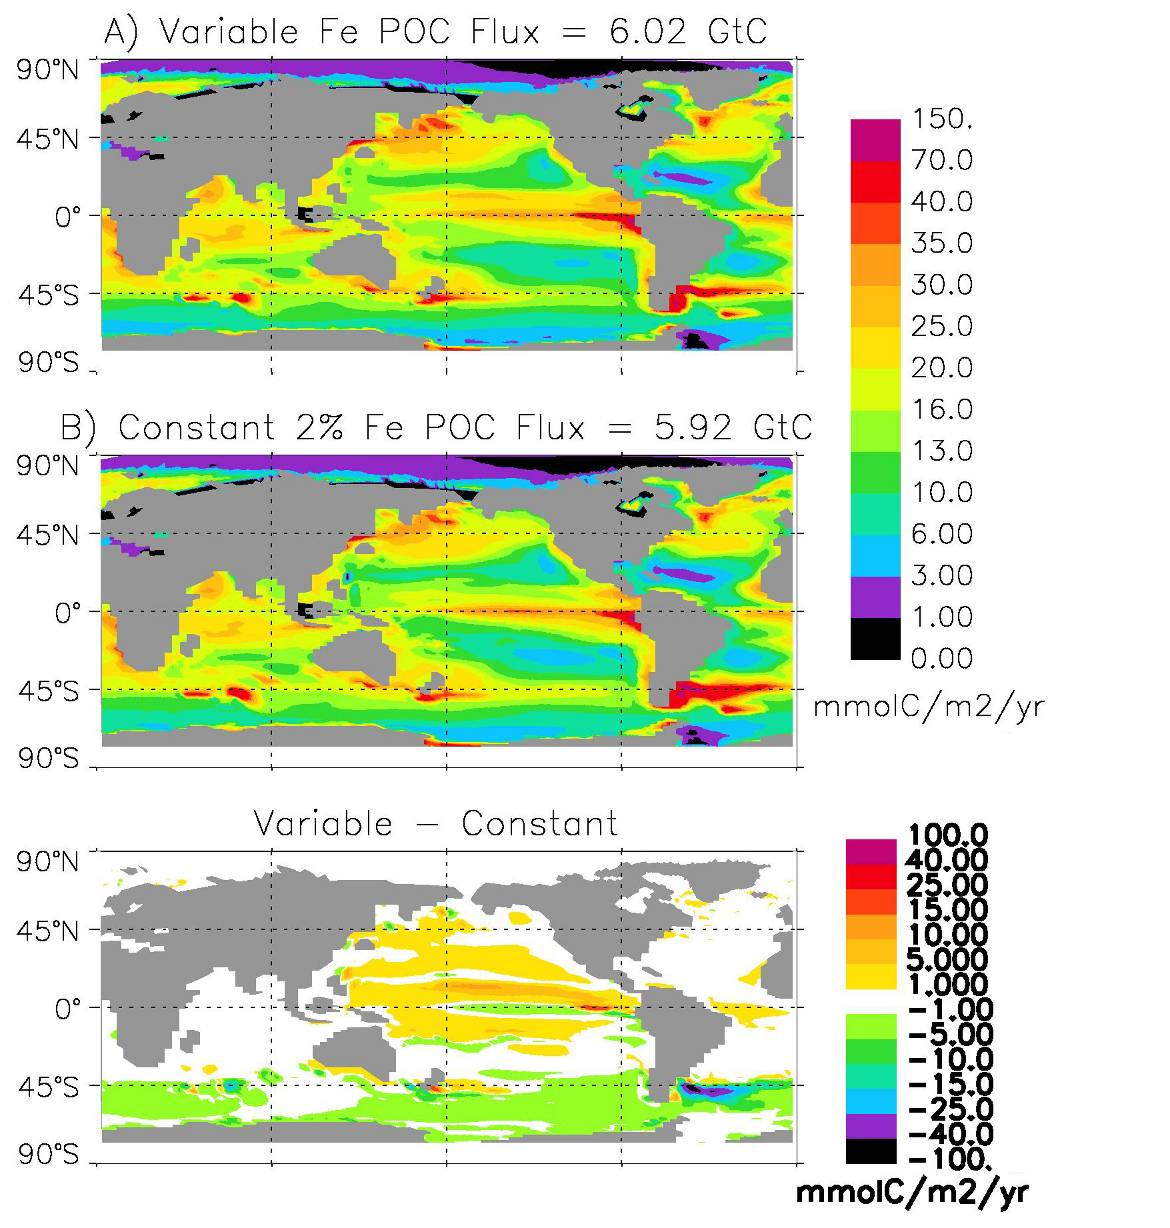 A) Variable Fe POC Flux = 6.02 GtC
90°N
45°N
0°
45°S
90°S
150.
70.0
40.0
35.0
30.0
25.0
20.0
16.0
13.0
10.0
6.00
3.00
1.00
0.00
mmolC/m2/yr
B) Constant 2% Fe POC Flux = 5.92 GtC
90°N
45°N
0°
45°S
90°S
Variable - Constant
90°N
45°N
0°
45°S
90°S
100.0
40.00
25.00
15.00
10.00
5.000
1.000
-1.00
-5.00
-10.0
-15.0
-25.0
-40.0
-100.
mmolC/m2/yr